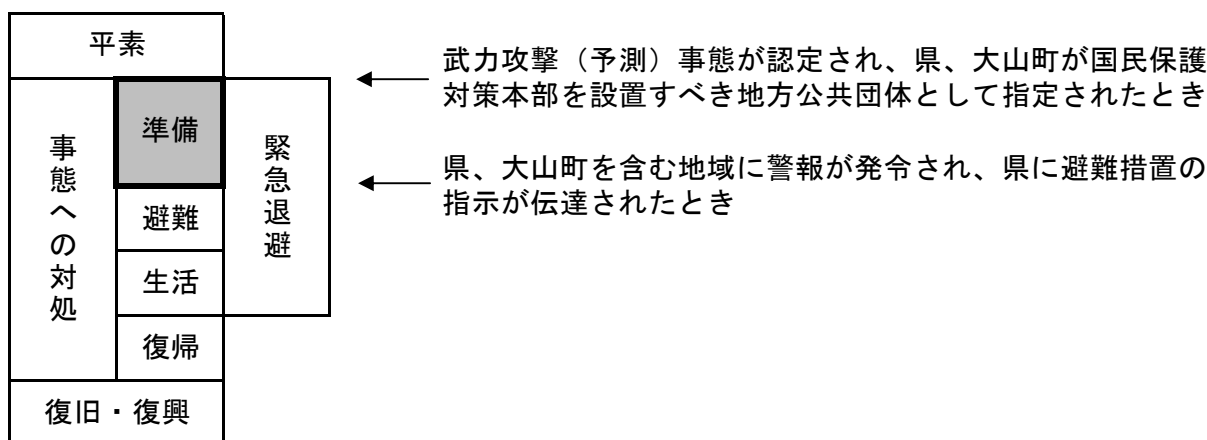 平素
事態への対処
準備
避難
生活
復帰
緊急退避
復旧・復興
武力攻撃（予測）事態が認定され、県、大山町が国民保護
対策本部を設置すべき地方公共団体として指定されたとき
県、大山町を含む地域に警報が発令され、県に避難措置の
指示が伝達されたとき